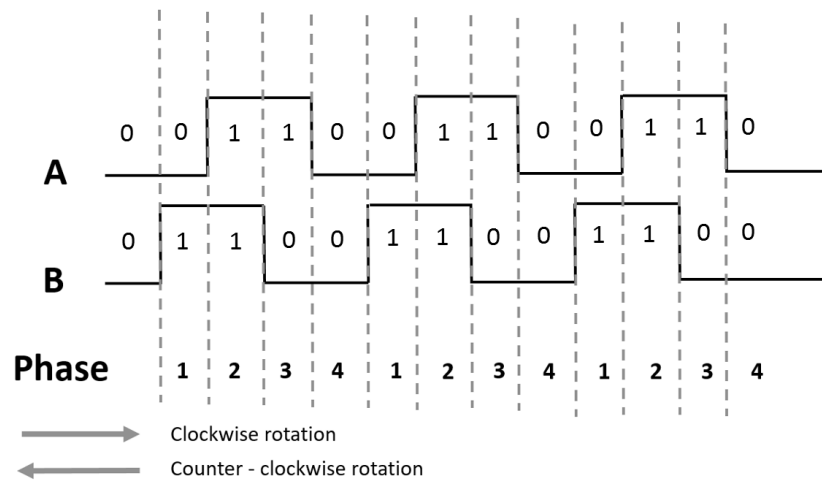 0 0 1 1 0 0 1 1 0 0 1 1 0
A
0 1 1 0 0 1 1 0 0 1 1 0 0
B
Phase 1 2 3 4 1 2 3 4 1 2 3 4
Clockwise rotation
Counter - clockwise rotation